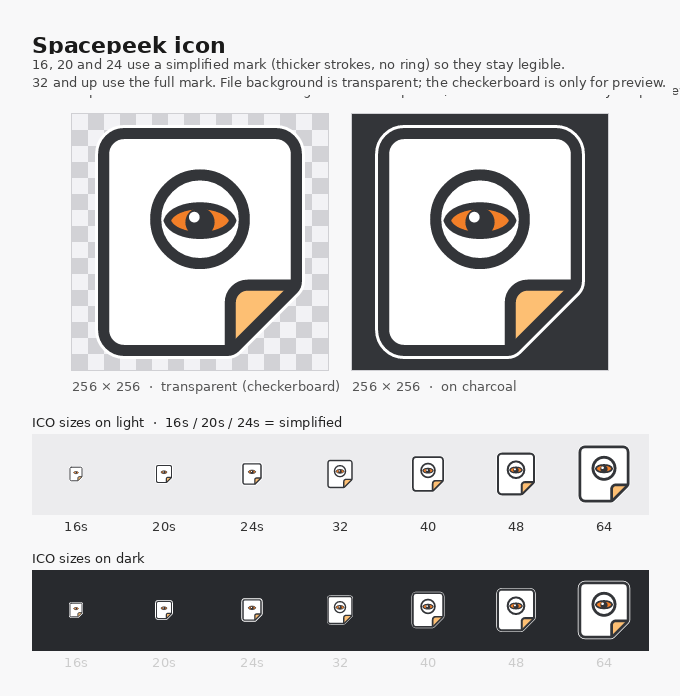 Spacepeek icon
16, 20 and 24 use a simplified mark (thicker strokes, no ring) so they stay legible.
32 and up use the full mark. File background is transparent; the checkerboard is only for preview.
256 × 256 · transparent (checkerboard)
256 × 256 · on charcoal
ICO sizes on light · 16s / 20s / 24s = simplified
16s 20s 24s 32 40 48 64
ICO sizes on dark
16s 20s 24s 32 40 48 64